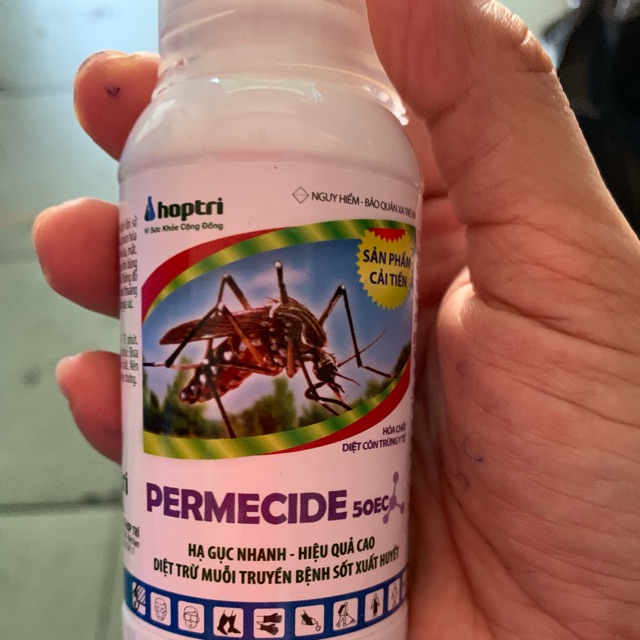 hoptri
Vì Sức Khỏe Cộng Đồng
NGUY HIỂM - BẢO QUẢN XA TRẺ
SẢN PHẨM
CẢI TIẾN
HÓA CHẤT
DIỆT CÔN TRÙNG Y TẾ
PERMECIDE 50EC
HẠ GỤC NHANH - HIỆU QUẢ CAO
DIỆT TRỪ MUỖI TRUYỀN BỆNH SỐT XUẤT HUYẾT